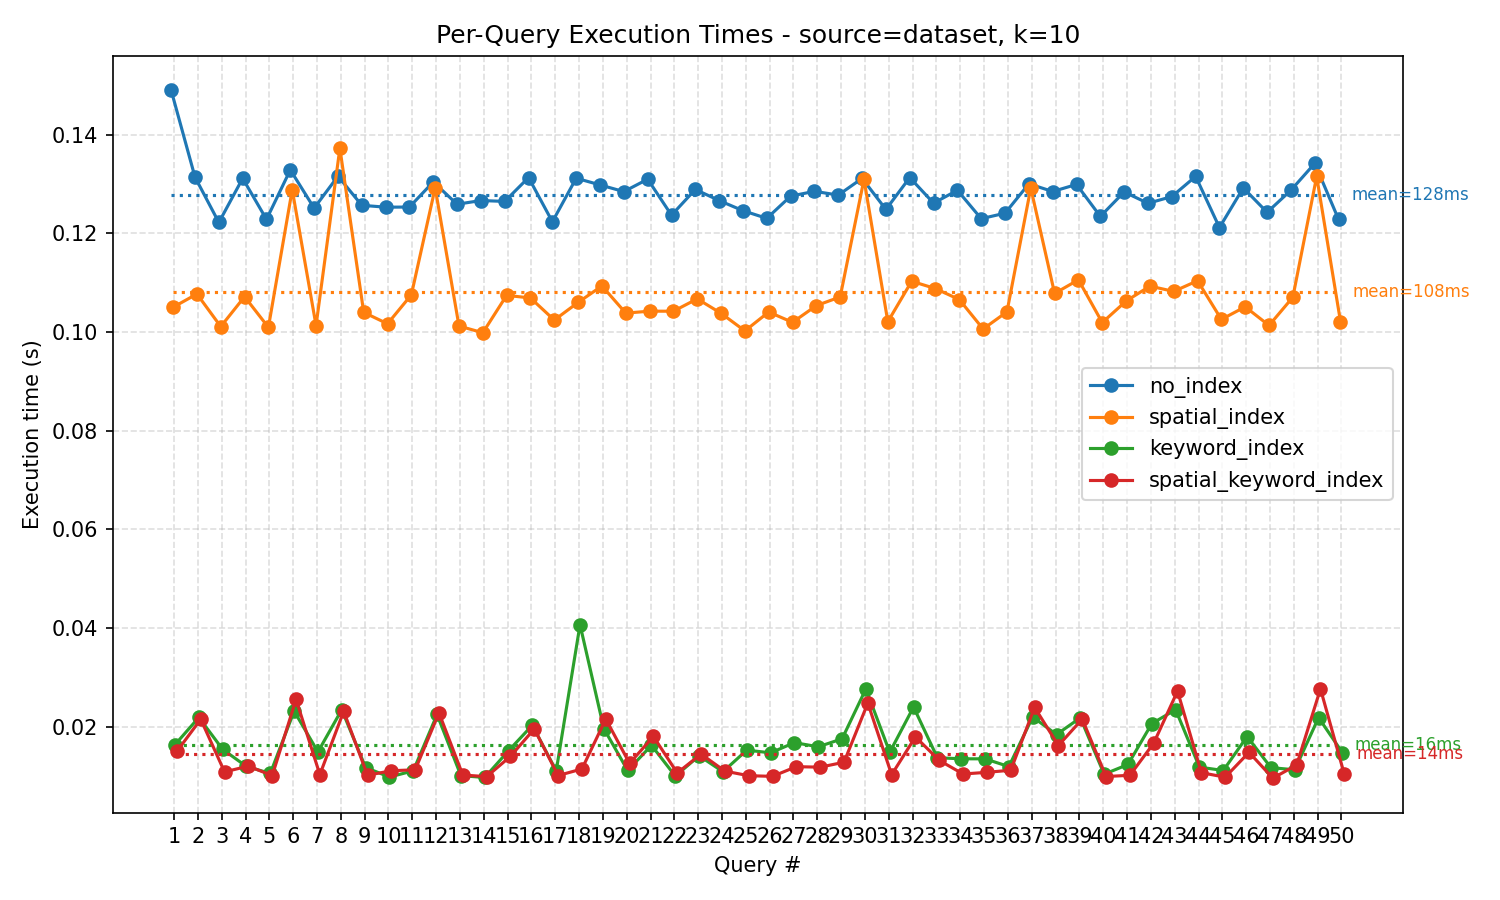 Per-Query Execution Times - source=dataset, k=10
Execution time (s)
0.14
0.12
0.10
0.08
0.06
0.04
0.02
mean=128ms
mean=108ms
no_index
spatial_index
keyword_index
spatial_keyword_index
mean=16ms
mean=14ms
1 2 3 4 5 6 7 8 9 10 11 12 13 14 15 16 17 18 19 20 21 22 23 24 25 26 27 28 29 30 31 32 33 34 35 36 37 38 39 40 41 42 43 44 45 46 47 48 49 50
Query #